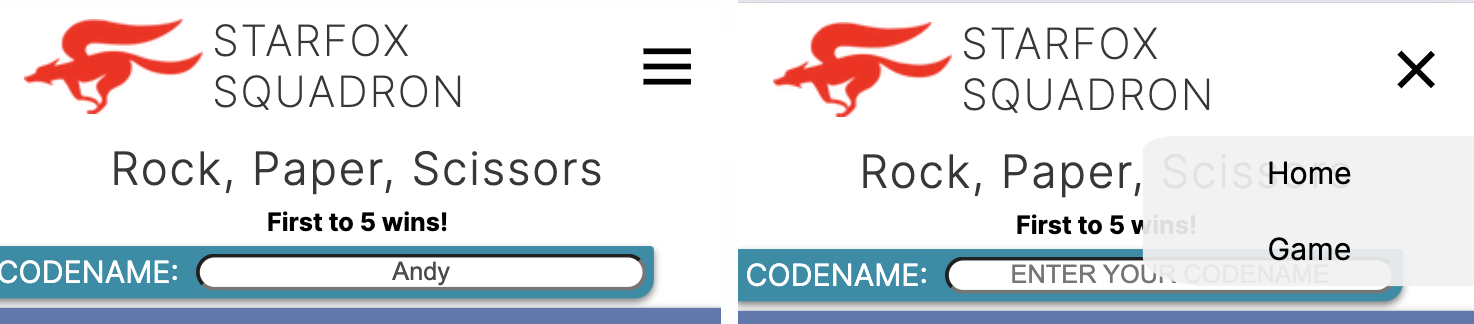 STARFOX
SQUADRON
Rock, Paper, Scissors
First to 5 wins!
CODENAME: Andy
STARFOX
SQUADRON
Rock, Paper, Scissors
Home
First to 5 wins!
Game
CODENAME: ENTER YOUR CODENAME